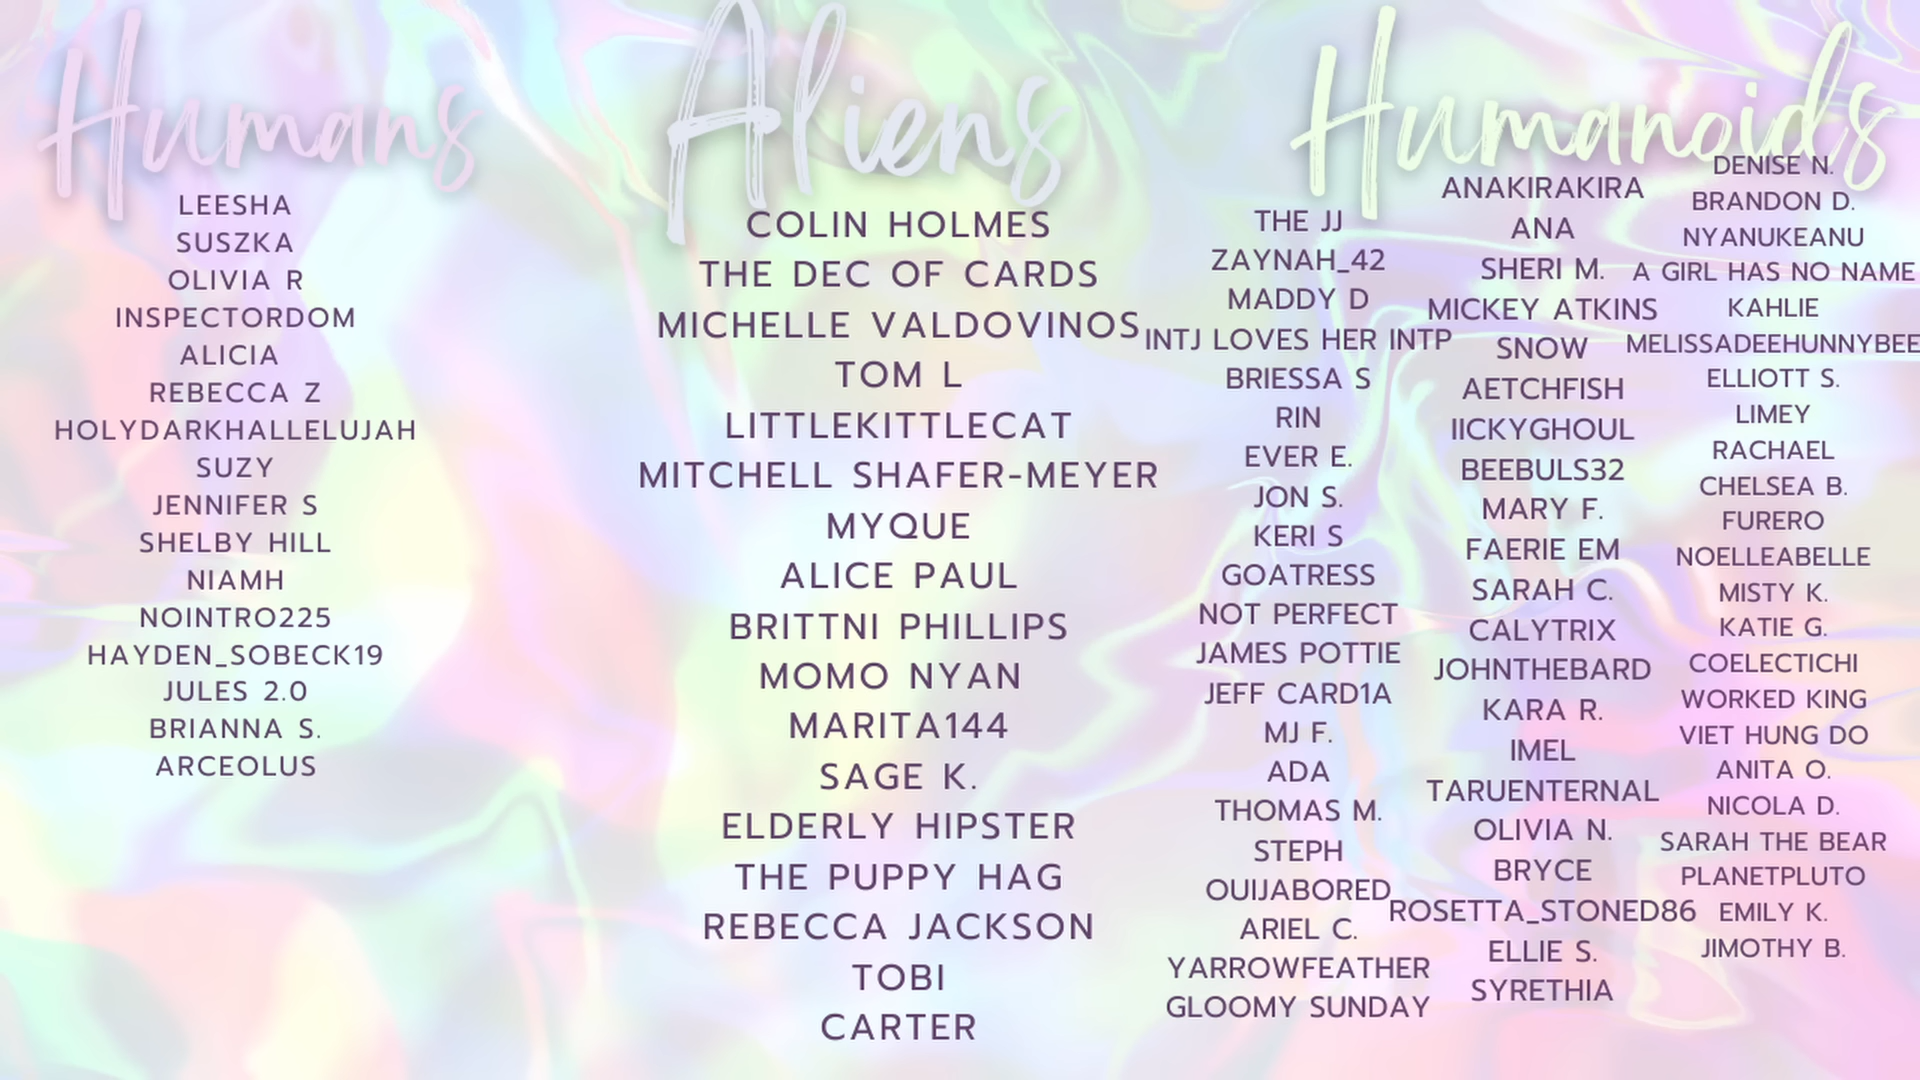 Humans
LEESHA
SUSZKA
OLIVIA R
INSPECTORDOM
ALICIA
REBECCA Z
HOLYDARKHALLELUJAH
SUZY
JENNIFER S
SHELBY HILL
NIAMH
NOINTRO225
HAYDEN_SOBECK19
JULES 2.0
BRIANNA S.
ARCEOLUS
Aliens
COLIN HOLMES
THE DEC OF CARDS
MICHELLE VALDOVINOS
TOM L
LITTLEKITTLECAT
MITCHELL SHAFER-MEYER
MYQUE
ALICE PAUL
BRITTNI PHILLIPS
MOMO NYAN
MARITA144
SAGE K.
ELDERLY HIPSTER
THE PUPPY HAG
REBECCA JACKSON
TOBI
CARTER
Humanoids
THE JJ
ZAYNAH_42
MADDY D
INTJ LOVES HER INTP
BRIESSA S
RIN
EVER E.
JON S.
KERI S
GOATRESS
NOT PERFECT
JAMES POTTIE
JEFF CARD1A
MJ F.
ADA
THOMAS M.
STEPH
OUIJABORED
ARIEL C.
YARROWFEATHER
GLOOMY SUNDAY
ANAKIRAKIRA
ANA
SHERI M.
MICKEY ATKINS
SNOW
AETCHFISH
IICKYGHOUL
BEEBULS32
MARY F.
FAERIE EM
SARAH C.
CALYTRIX
JOHNTHEBARD
KARA R.
IMEL
TARUENTERNAL
OLIVIA N.
BRYCE
ROSETTA_STONED86
ELLIE S.
SYRETHIA
DENISE N.
BRANDON D.
NYANUKEANU
A GIRL HAS NO NAME
KAHLIE
MELISSADEEHUNNYBEE
ELLIOTT S.
LIMEY
RACHAEL
CHELSEA B.
FURERO
NOELLEABELLE
MISTY K.
KATIE G.
COELECTICHI
WORKED KING
VIET HUNG DO
ANITA O.
NICOLA D.
SARAH THE BEAR
PLANETPLUTO
EMILY K.
JIMOTHY B.